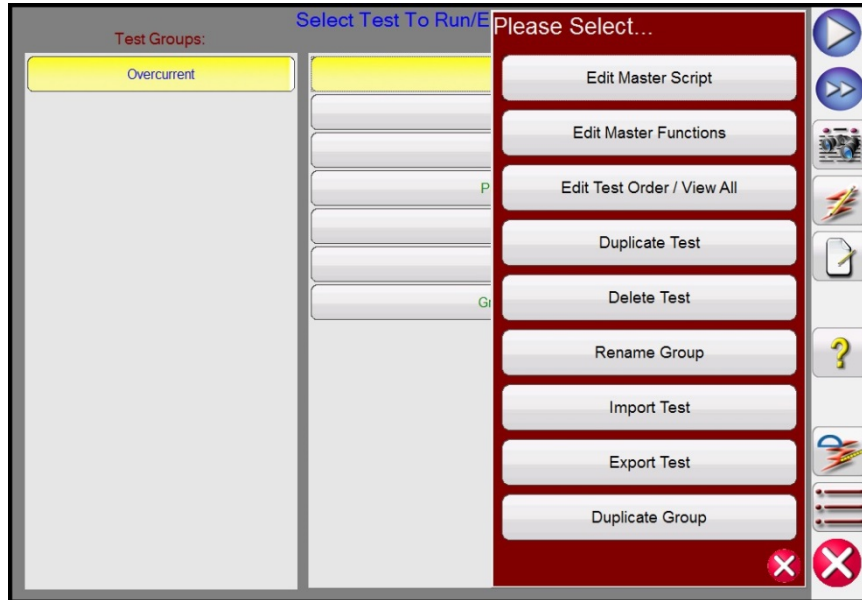 Select Test To Run/E
Test Groups:
Overcurrent
P
Gr
Please Select...
Edit Master Script
Edit Master Functions
Edit Test Order / View All
Duplicate Test
Delete Test
Rename Group
Import Test
Export Test
Duplicate Group